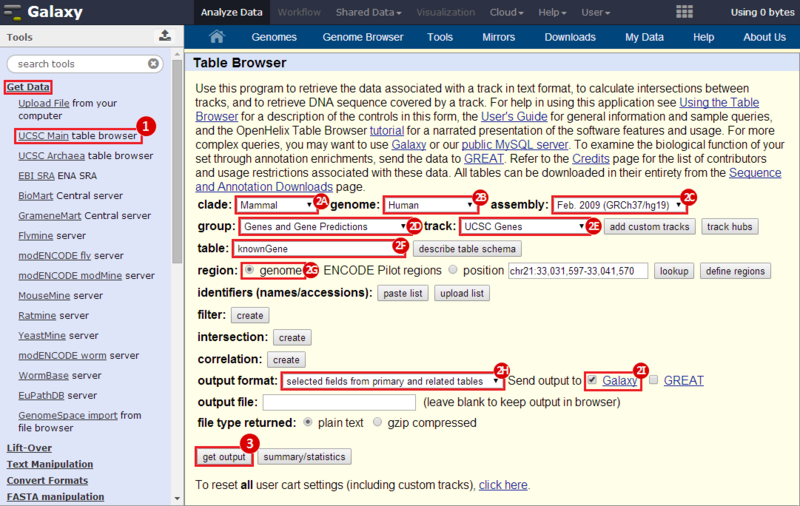 Galaxy
Analyze Data Workflow Shared Data Visualization Cloud Help User Using 0 bytes
Tools
search tools
Get Data
Upload File from your
computer
1
UCSC Main table browser
UCSC Archaea table browser
EBI SRA ENA SRA
BioMart Central server
GrameneMart Central server
Flymine server
modENCODE fly server
modENCODE modMine server
MouseMine server
Ratmine server
YeastMine server
modENCODE worm server
WormBase server
EuPathDB server
GenomeSpace import from
file browser
Lift-Over
Text Manipulation
Convert Formats
FASTA manipulation
Genomes Genome Browser Tools Mirrors Downloads My Data Help About Us
Table Browser
Use this program to retrieve the data associated with a track in text format, to calculate intersections between
tracks, and to retrieve DNA sequence covered by a track. For help in using this application see Using the Table
Browser for a description of the controls in this form, the User's Guide for general information and sample queries,
and the OpenHelix Table Browser tutorial for a narrated presentation of the software features and usage. For more
complex queries, you may want to use Galaxy or our public MySQL server. To examine the biological function of your
set through annotation enrichments, send the data to GREAT. Refer to the Credits page for the list of contributors
and usage restrictions associated with these data. All tables can be downloaded in their entirety from the Sequence
and Annotation Downloads page.
clade: Mammal 2A genome: Human 2B assembly: Feb. 2009 (GRCh37/hg19) 2C
group: Genes and Gene Predictions 2D track: UCSC Genes 2E add custom tracks track hubs
table: knownGene 2F describe table schema
region: genome 2G ENCODE Pilot regions position chr21:33,031,597-33,041,570 lookup define regions
identifiers (names/accessions): paste list upload list
filter: create
intersection: create
correlation: create
output format: selected fields from primary and related tables 2H Send output to Galaxy 2I GREAT
output file: (leave blank to keep output in browser)
file type returned: plain text gzip compressed
3
get output summary/statistics
To reset all user cart settings (including custom tracks), click here.